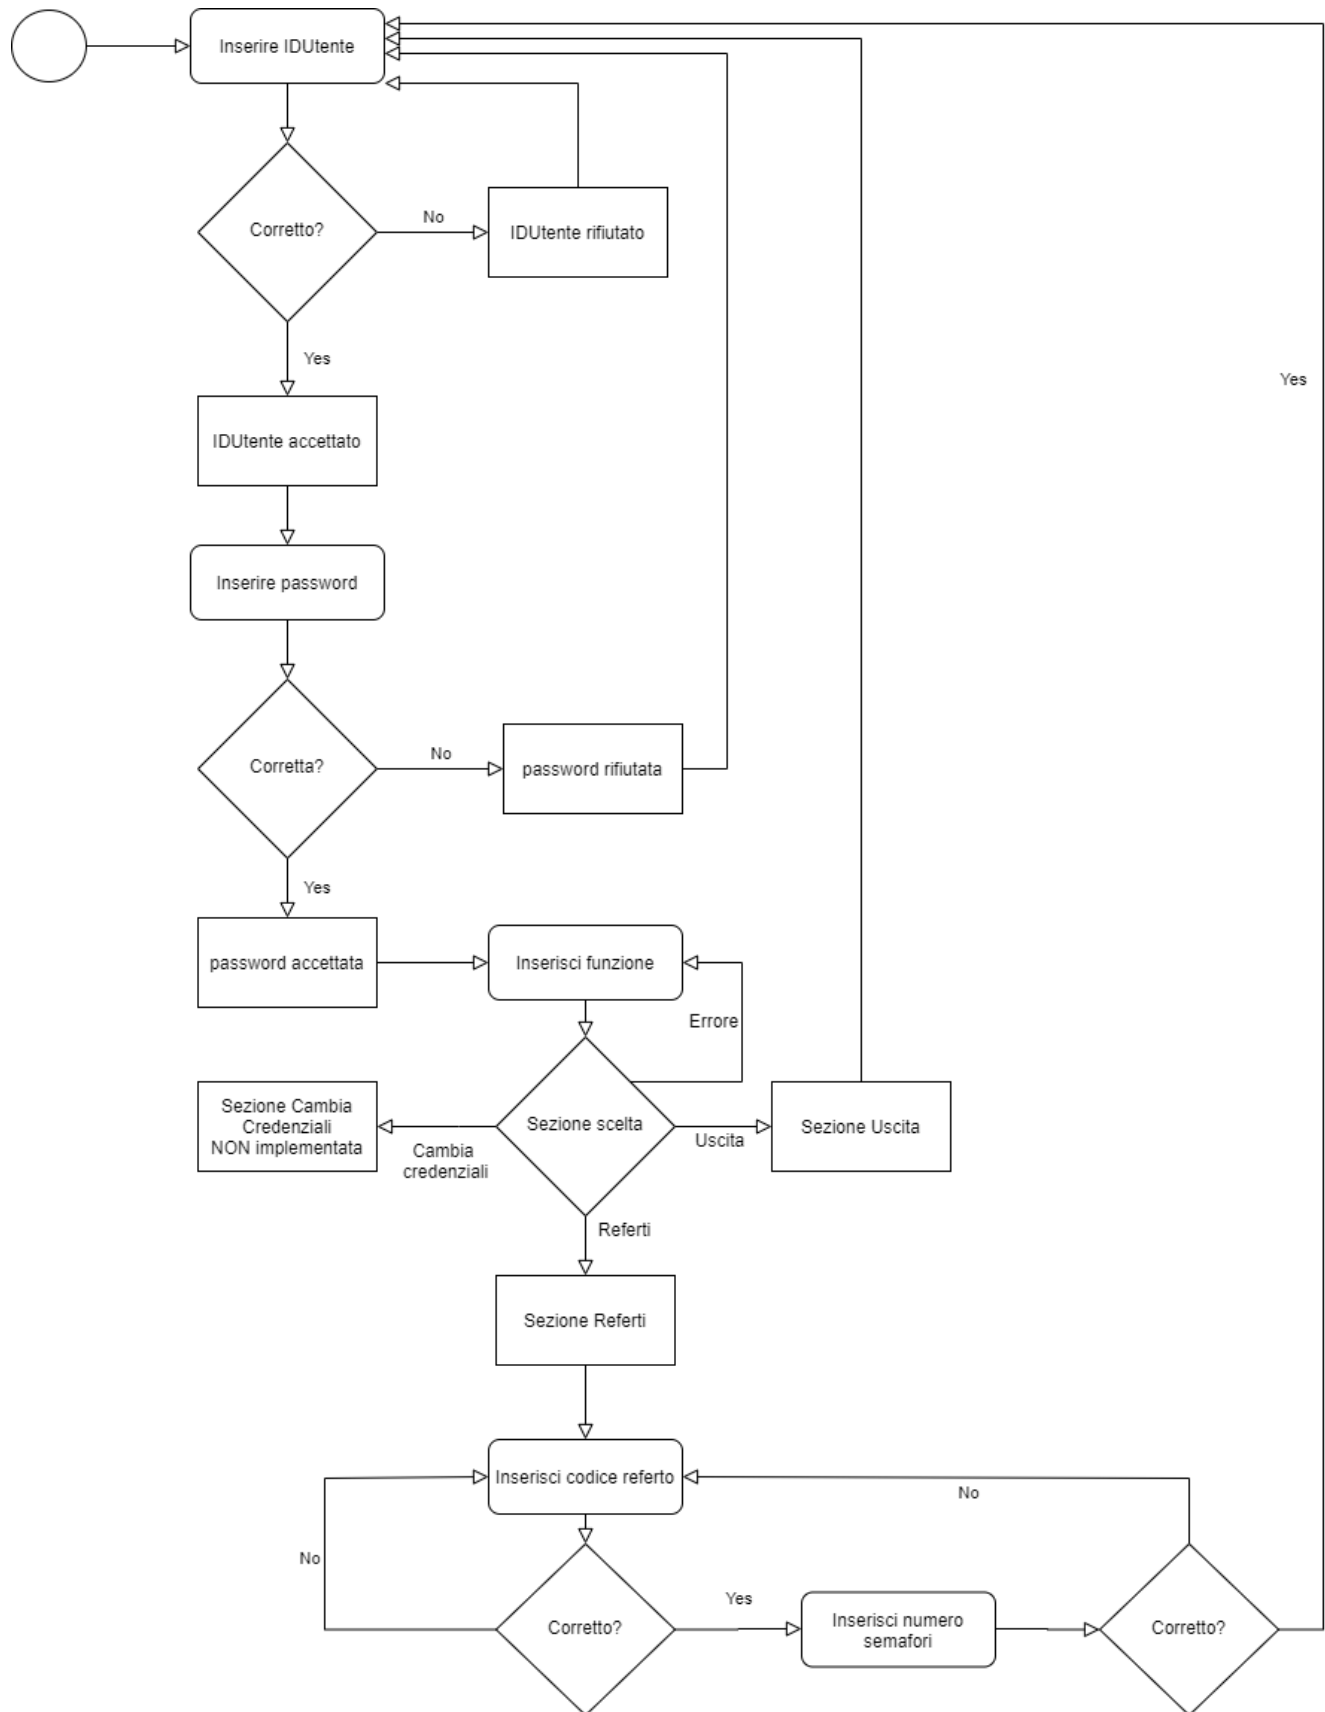 Inserire IDUtente
Corretto?
No
IDUtente rifiutato
Yes
Yes
IDUtente accettato
Inserire password
Corretta?
No
password rifiutata
Yes
password accettata
Inserisci funzione
Errore
Sezione Cambia
Credenziali
NON implementata
Cambia
credenziali
Sezione scelta
Uscita
Sezione Uscita
Referti
Sezione Referti
Inserisci codice referto
No
No
Corretto?
Yes
Inserisci numero
semafori
Corretto?